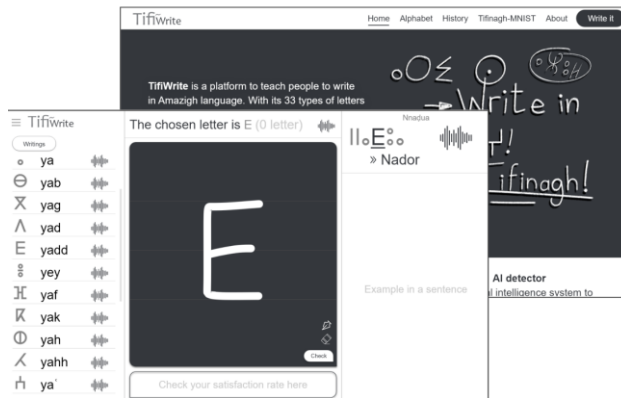 TifiWrite
Home Alphabet History Tifinagh-MNIST About Write it
TifiWrite is a platform to teach people to write
in Amazigh language. With its 33 types of letters
Write in
ifinagh!
AI detector
al intelligence system to
TifiWrite
Writings
ⴰ ya
ⴱ yab
ⴳ yag
ⴷ yad
ⴹ yadd
ⴻ yey
ⴼ yaf
ⴽ yak
ⵀ yah
ⵃ yahh
ⵄ yaʿ
The chosen letter is ⴹ (0 letter)
ⴹ
Check
Check your satisfaction rate here
Nnadua
» Nador
Example in a sentence